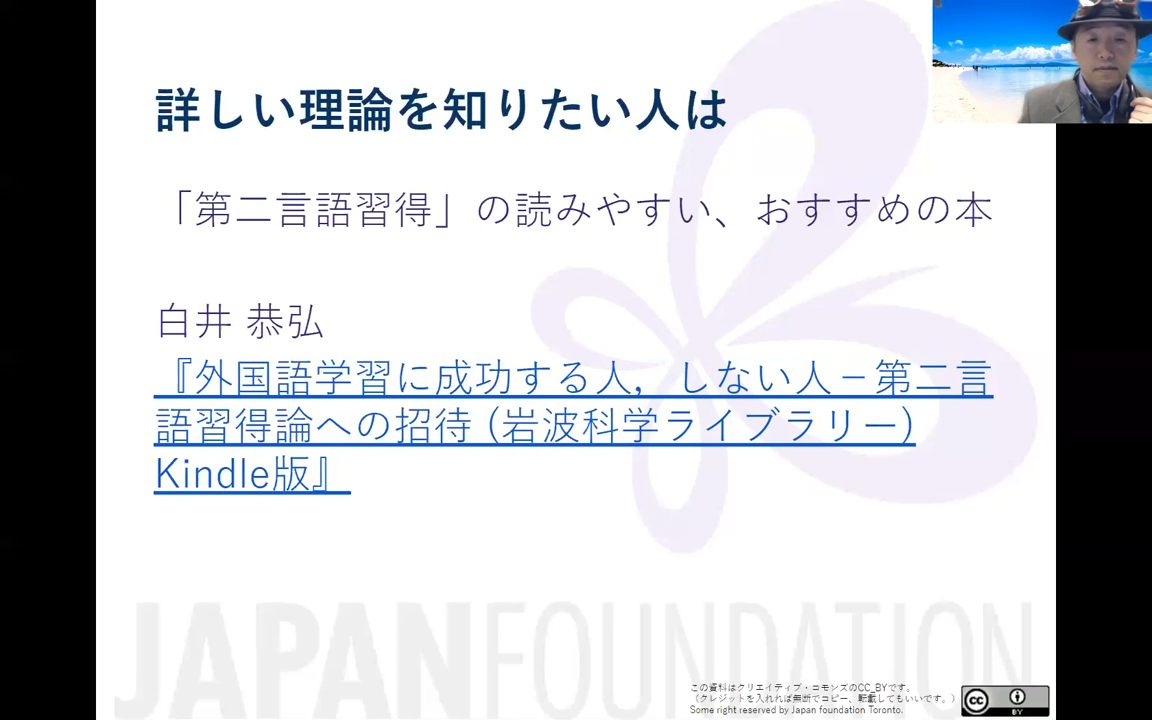 詳しい理論を知りたい人は
「第二言語習得」の読みやすい、おすすめの本
白井 恭弘
『外国語学習に成功する人, しない人－第二言
語習得論への招待 (岩波科学ライブラリー)
Kindle版』
JAPANFOUNDATION
この資料はクリエイティブ・コモンズのCC_BYです。
（クレジットを入れれば無断でコピー、転載してもいいです。）
Some right reserved by Japan foundation Toronto.
cc
BY